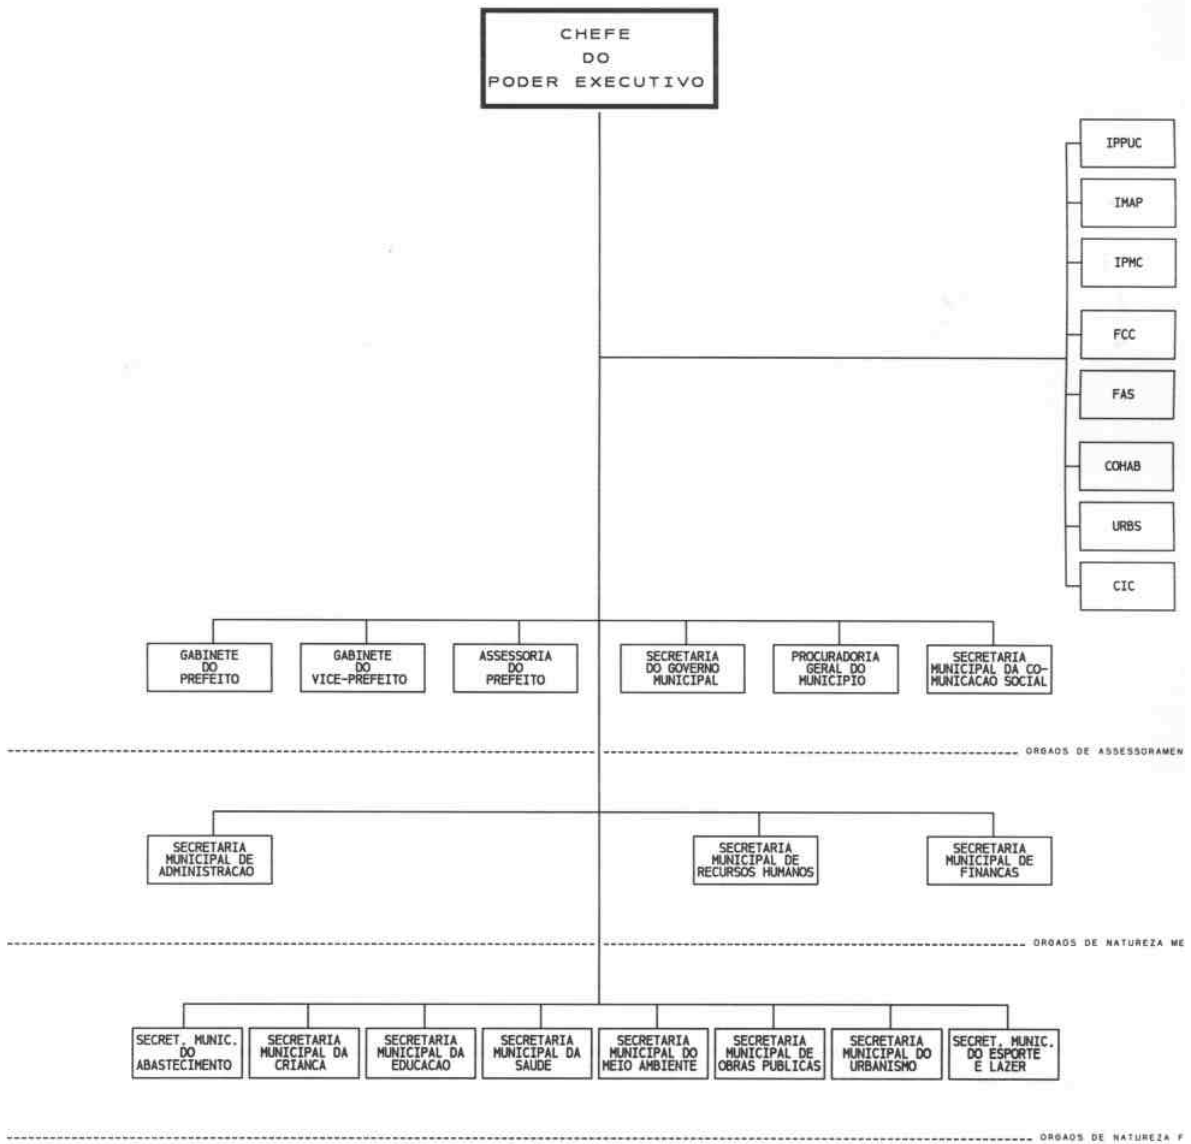 CHEFE
DO
PODER EXECUTIVO
IPPUC
IMAP
IPMC
FCC
FAS
COHAB
URBS
CIC
GABINETE
DO
PREFEITO
GABINETE
DO
VICE-PREFEITO
ASSESSORIA
DO
PREFEITO
SECRETARIA
DO GOVERNO
MUNICIPAL
PROCURADORIA
GERAL DO
MUNICIPIO
SECRETARIA
MUNICIPAL DA CO-
MUNICACAO SOCIAL
ORGAOS DE ASSESSORAMEN
SECRETARIA
MUNICIPAL DE
ADMINISTRACAO
SECRETARIA
MUNICIPAL DE
RECURSOS HUMANOS
SECRETARIA
MUNICIPAL DE
FINANCAS
ORGAOS DE NATUREZA ME
SECRET. MUNIC.
DO
ABASTECIMENTO
SECRETARIA
MUNICIPAL DA
CRIANCA
SECRETARIA
MUNICIPAL DA
EDUCACAO
SECRETARIA
MUNICIPAL DA
SAUDE
SECRETARIA
MUNICIPAL DO
MEIO AMBIENTE
SECRETARIA
MUNICIPAL DE
OBRAS PUBLICAS
SECRETARIA
MUNICIPAL DO
URBANISMO
SECRET. MUNIC.
DO ESPORTE
E LAZER
ORGAOS DE NATUREZA F